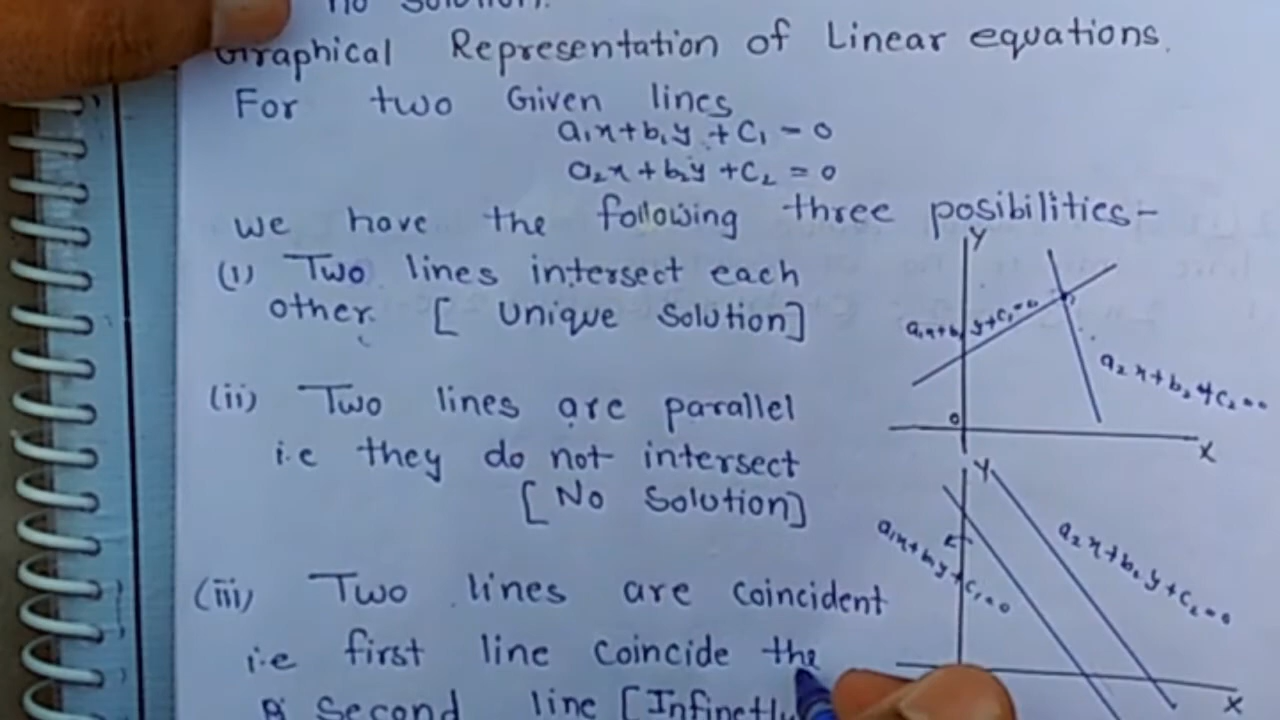 no solution.
Graphical Representation of Linear equations.
For two Given lines
a₁x+b₁y+c₁=0
a₂x+b₂y+c₂=0
we have the following three posibilities-
(i) Two lines intersect each
other. [Unique Solution]
(ii) Two lines are parallel
i.e they do not intersect
[No Solution]
(iii) Two lines are coincident
i.e first line coincide the
Second line [Infinetly
Y
a₁x+b₁y+c₁=0
a₂x+b₂y+c₂=0
O
X
Y
a₁x+b₁y+c₁=0
a₂x+b₂y+c₂=0
X